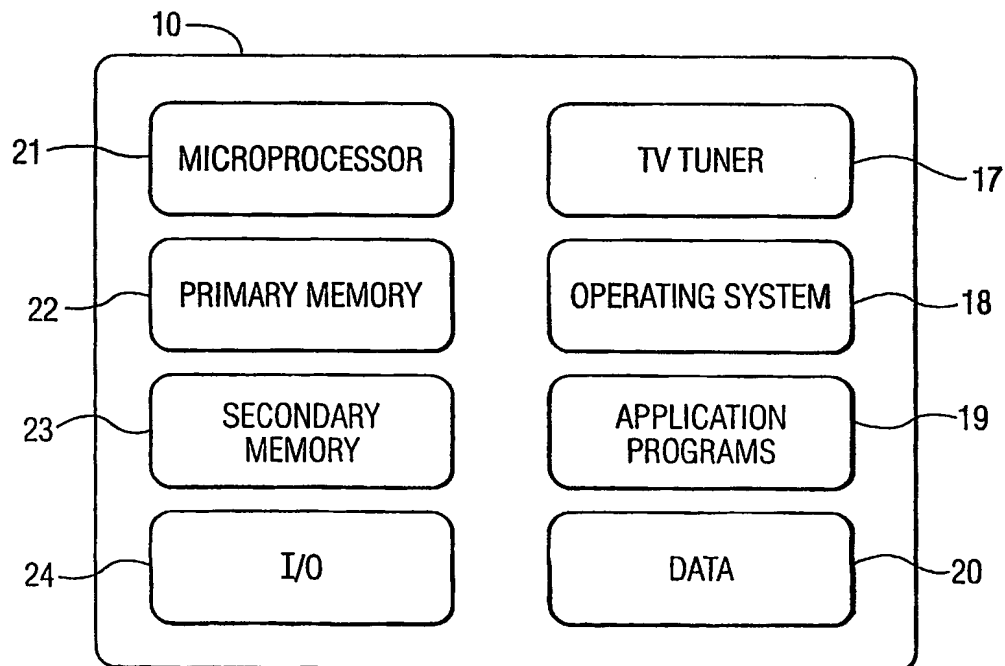 10
21
MICROPROCESSOR
TV TUNER
17
22
PRIMARY MEMORY
OPERATING SYSTEM
18
23
SECONDARY
MEMORY
APPLICATION
PROGRAMS
19
24
I/O
DATA
20